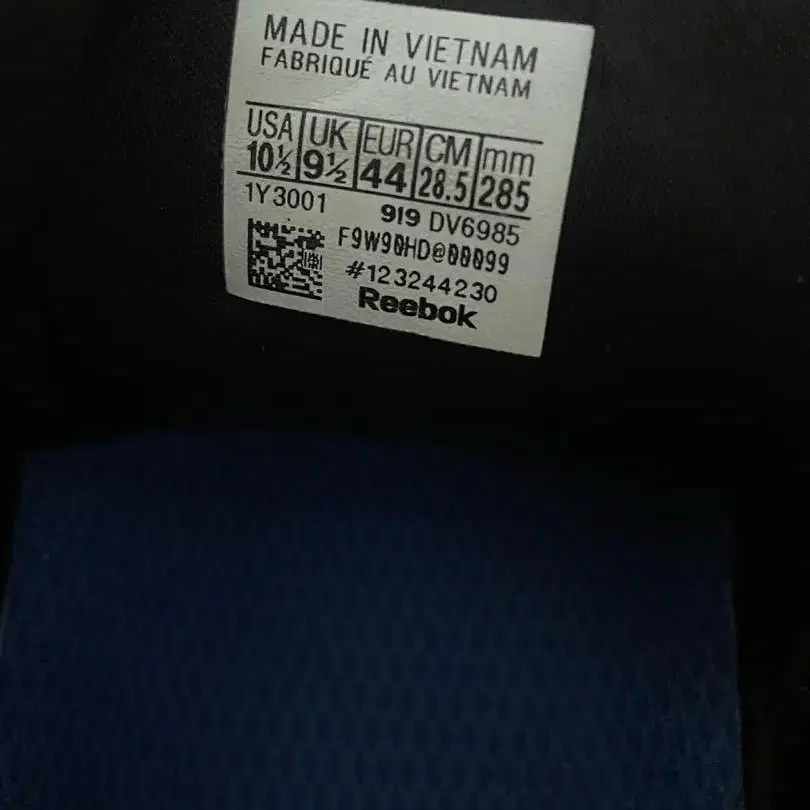 MADE IN VIETNAM
FABRIQUÉ AU VIETNAM
USA UK EUR CM mm
10½ 9½ 44 28.5 285
1Y3001 919 DV6985
F9W90HD@00099
#123244230
Reebok